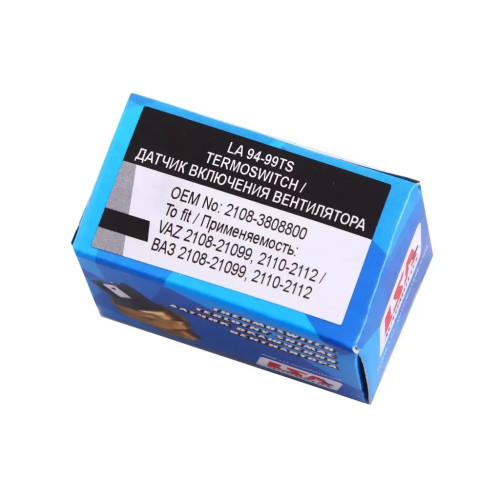 LA 94-99TS
TERMOSWITCH /
ДАТЧИК ВКЛЮЧЕНИЯ ВЕНТИЛЯТОРА
OEM No: 2108-3808800
To fit / Применяемость:
VAZ 2108-21099, 2110-2112 /
ВАЗ 2108-21099, 2110-2112
LSA